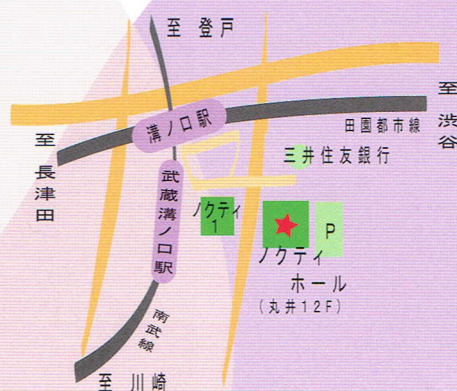 至 登戸
至 渋谷
溝ノ口駅
田園都市線
至 長津田
三井住友銀行
武蔵溝ノ口駅
ノクティ
1
P
ノクティ
ホール
(丸井12F)
南武線
至 川崎